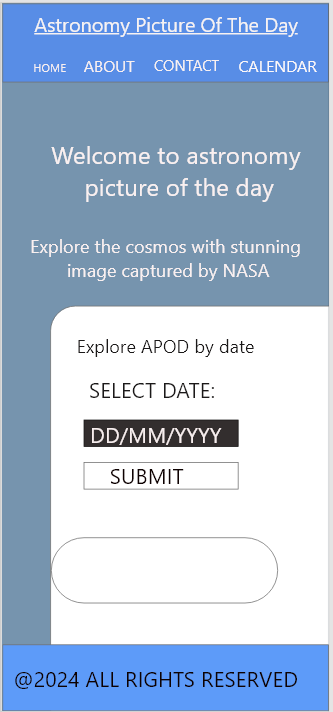 Astronomy Picture Of The Day
HOME ABOUT CONTACT CALENDAR
Welcome to astronomy
picture of the day
Explore the cosmos with stunning
image captured by NASA
Explore APOD by date
SELECT DATE:
DD/MM/YYYY
SUBMIT
@2024 ALL RIGHTS RESERVED